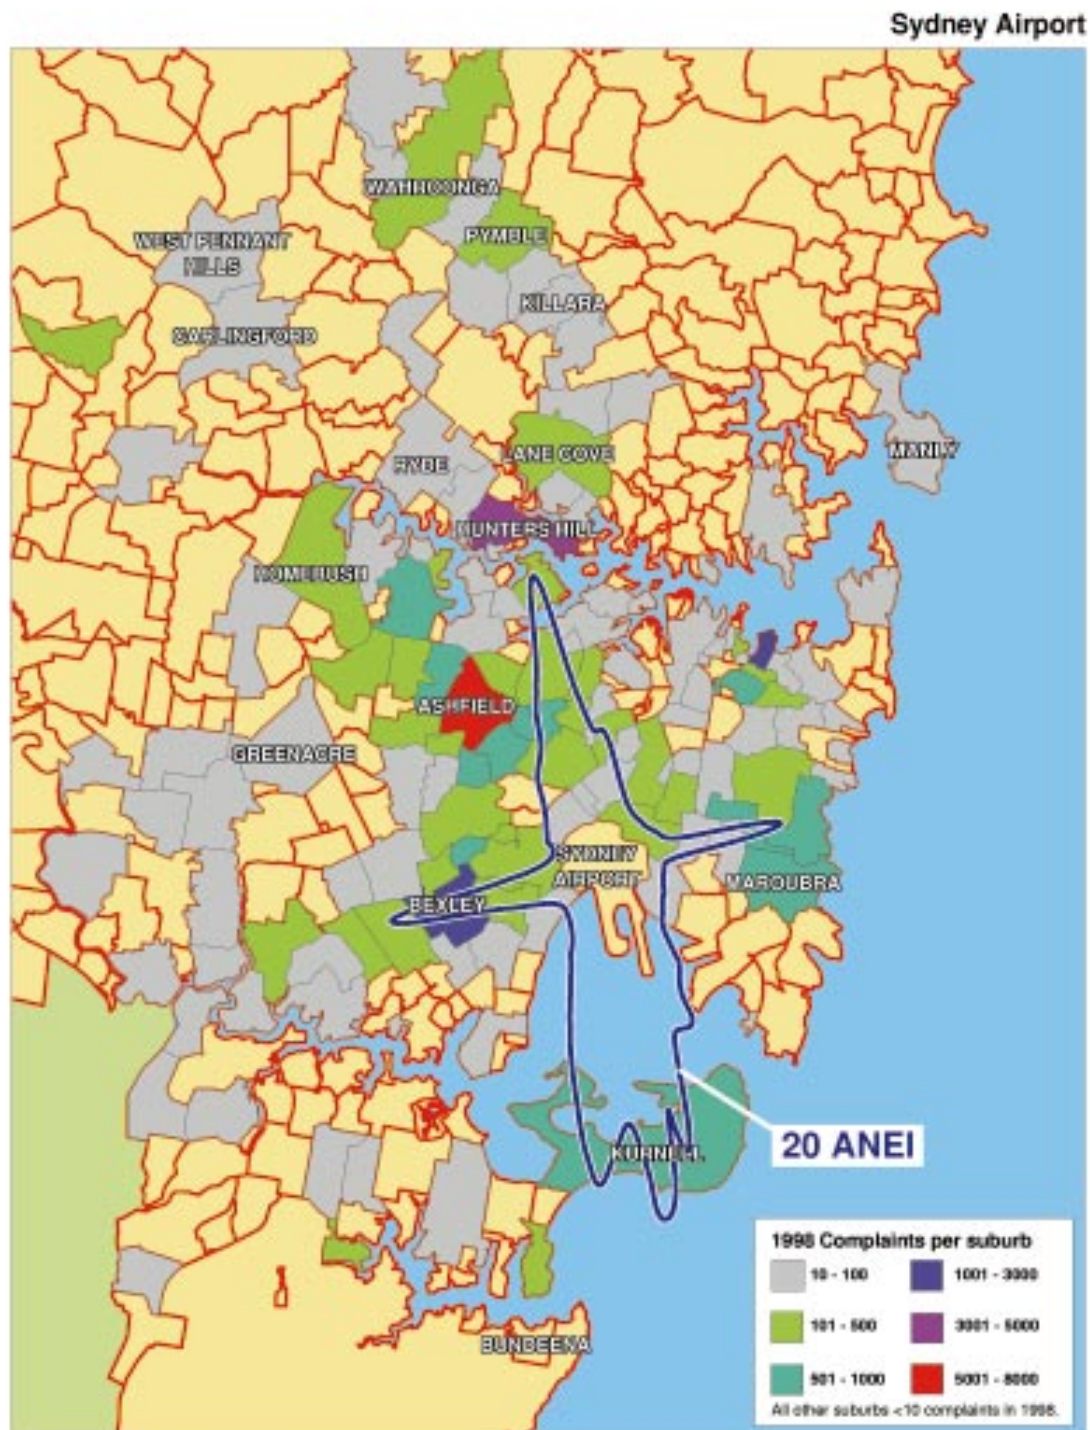 Sydney Airport
WAHROONGA
WEST PENNANT
HILLS
PYMBLE
KILLARA
CARLINGFORD
MANLY
RYDE
LANE COVE
HUNTERS HILL
HOMEBUSH
ASHFIELD
GREENACRE
SYDNEY
AIRPORT
MAROUBRA
BEXLEY
KURNELL
20 ANEI
BUNDEENA
1998 Complaints per suburb
10 - 100
1001 - 3000
101 - 500
3001 - 5000
501 - 1000
5001 - 8000
All other suburbs <10 complaints in 1998.